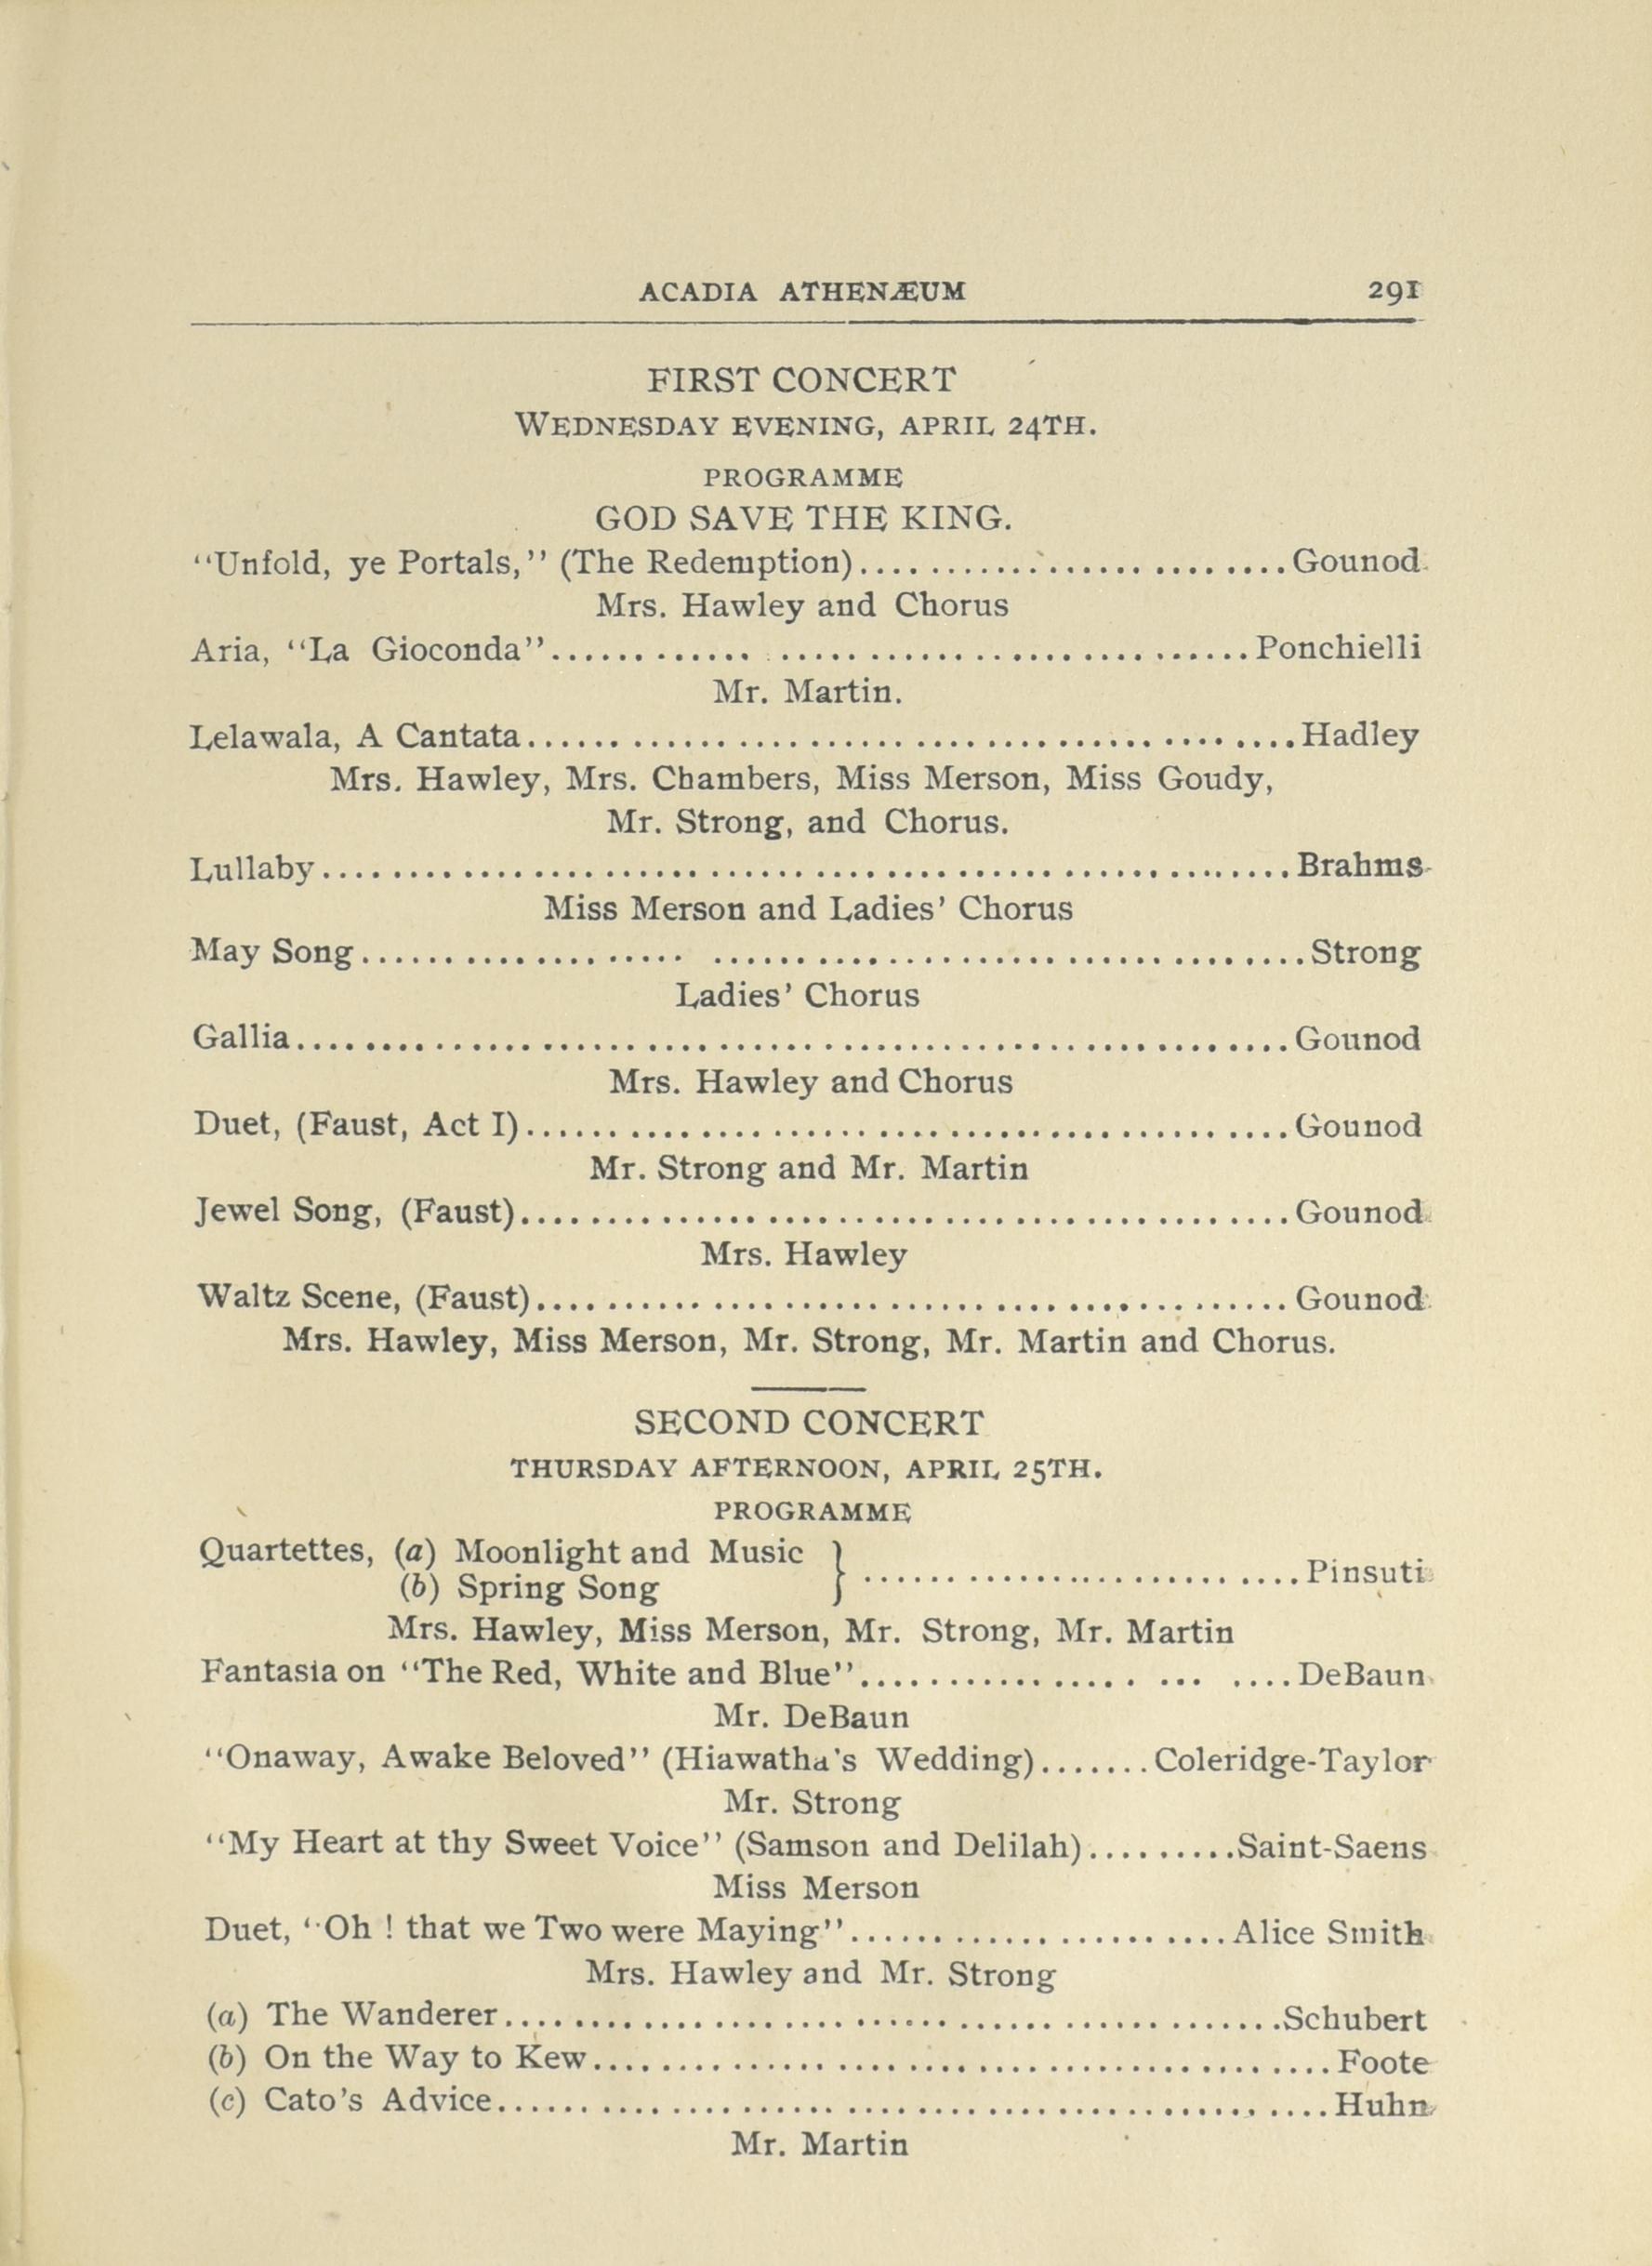 ACADIA ATHENÆUM 291
FIRST CONCERT
WEDNESDAY EVENING, APRIL 24TH.
PROGRAMME
GOD SAVE THE KING.
"Unfold, ye Portals," (The Redemption)........................Gounod
Mrs. Hawley and Chorus
Aria, "La Gioconda"........................Ponchielli
Mr. Martin.
Lelawala, A Cantata........................Hadley
Mrs. Hawley, Mrs. Chambers, Miss Merson, Miss Goudy,
Mr. Strong, and Chorus.
Lullaby........................Brahms
Miss Merson and Ladies' Chorus
May Song........................Strong
Ladies' Chorus
Gallia........................Gounod
Mrs. Hawley and Chorus
Duet, (Faust, Act I)........................Gounod
Mr. Strong and Mr. Martin
Jewel Song, (Faust)........................Gounod
Mrs. Hawley
Waltz Scene, (Faust)........................Gounod
Mrs. Hawley, Miss Merson, Mr. Strong, Mr. Martin and Chorus.
SECOND CONCERT
THURSDAY AFTERNOON, APRIL 25TH.
PROGRAMME
Quartettes, (a) Moonlight and Music
(b) Spring Song } ........................Pinsuti
Mrs. Hawley, Miss Merson, Mr. Strong, Mr. Martin
Fantasia on "The Red, White and Blue"........................DeBaun
Mr. DeBaun
"Onaway, Awake Beloved" (Hiawatha's Wedding).......Coleridge-Taylor
Mr. Strong
"My Heart at thy Sweet Voice" (Samson and Delilah).........Saint-Saens
Miss Merson
Duet, "Oh ! that we Two were Maying"........................Alice Smith
Mrs. Hawley and Mr. Strong
(a) The Wanderer........................Schubert
(b) On the Way to Kew........................Foote
(c) Cato's Advice........................Huhn
Mr. Martin